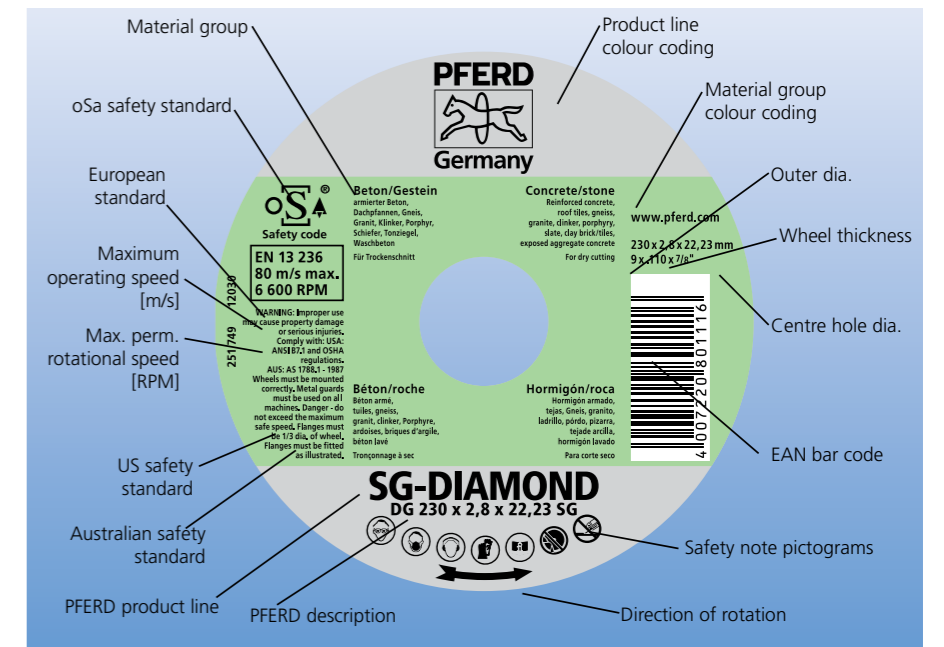 Material group
oSa safety standard
European
standard
Maximum
operating speed
[m/s]
Max. perm.
rotational speed
[RPM]
US safety
standard
Australian safety
standard
PFERD product line
PFERD description
Product line
colour coding
Material group
colour coding
Outer dia.
Wheel thickness
Centre hole dia.
EAN bar code
Safety note pictograms
Direction of rotation
PFERD
Germany
oSa®
Safety code
EN 13 236
80 m/s max.
6 600 RPM
WARNING: Improper use
may cause property damage
or serious injuries.
Comply with: USA:
ANSI B7.1 and OSHA
regulations.
AUS: AS 1788.1 - 1987
Wheels must be mounted
correctly. Metal guards
must be used on all
machines. Danger - do
not exceed the maximum
safe speed. Flanges must
be 1/3 dia. of wheel.
Flanges must be fitted
as illustrated.
251 749 12030
Beton/Gestein
armierter Beton,
Dachpfannen, Gneis,
Granit, Klinker, Porphyr,
Schiefer, Tonziegel,
Waschbeton
Für Trockenschnitt
Concrete/stone
Reinforced concrete,
roof tiles, gneiss,
granite, clinker, porphyry,
slate, clay brick/tiles,
exposed aggregate concrete
For dry cutting
Béton/roche
Béton armé,
tuiles, gneiss,
granit, clinker, Porphyre,
ardoises, briques d'argile,
béton lavé
Tronçonnage à sec
Hormigón/roca
Hormigón armado,
tejas, Gneis, granito,
ladrillo, pórdo, pizarra,
tejade arcilla,
hormigón lavado
Para corte seco
www.pferd.com
230 x 2,8 x 22,23 mm
9 x .110 x 7/8"
4 007220 801116
SG-DIAMOND
DG 230 x 2,8 x 22,23 SG